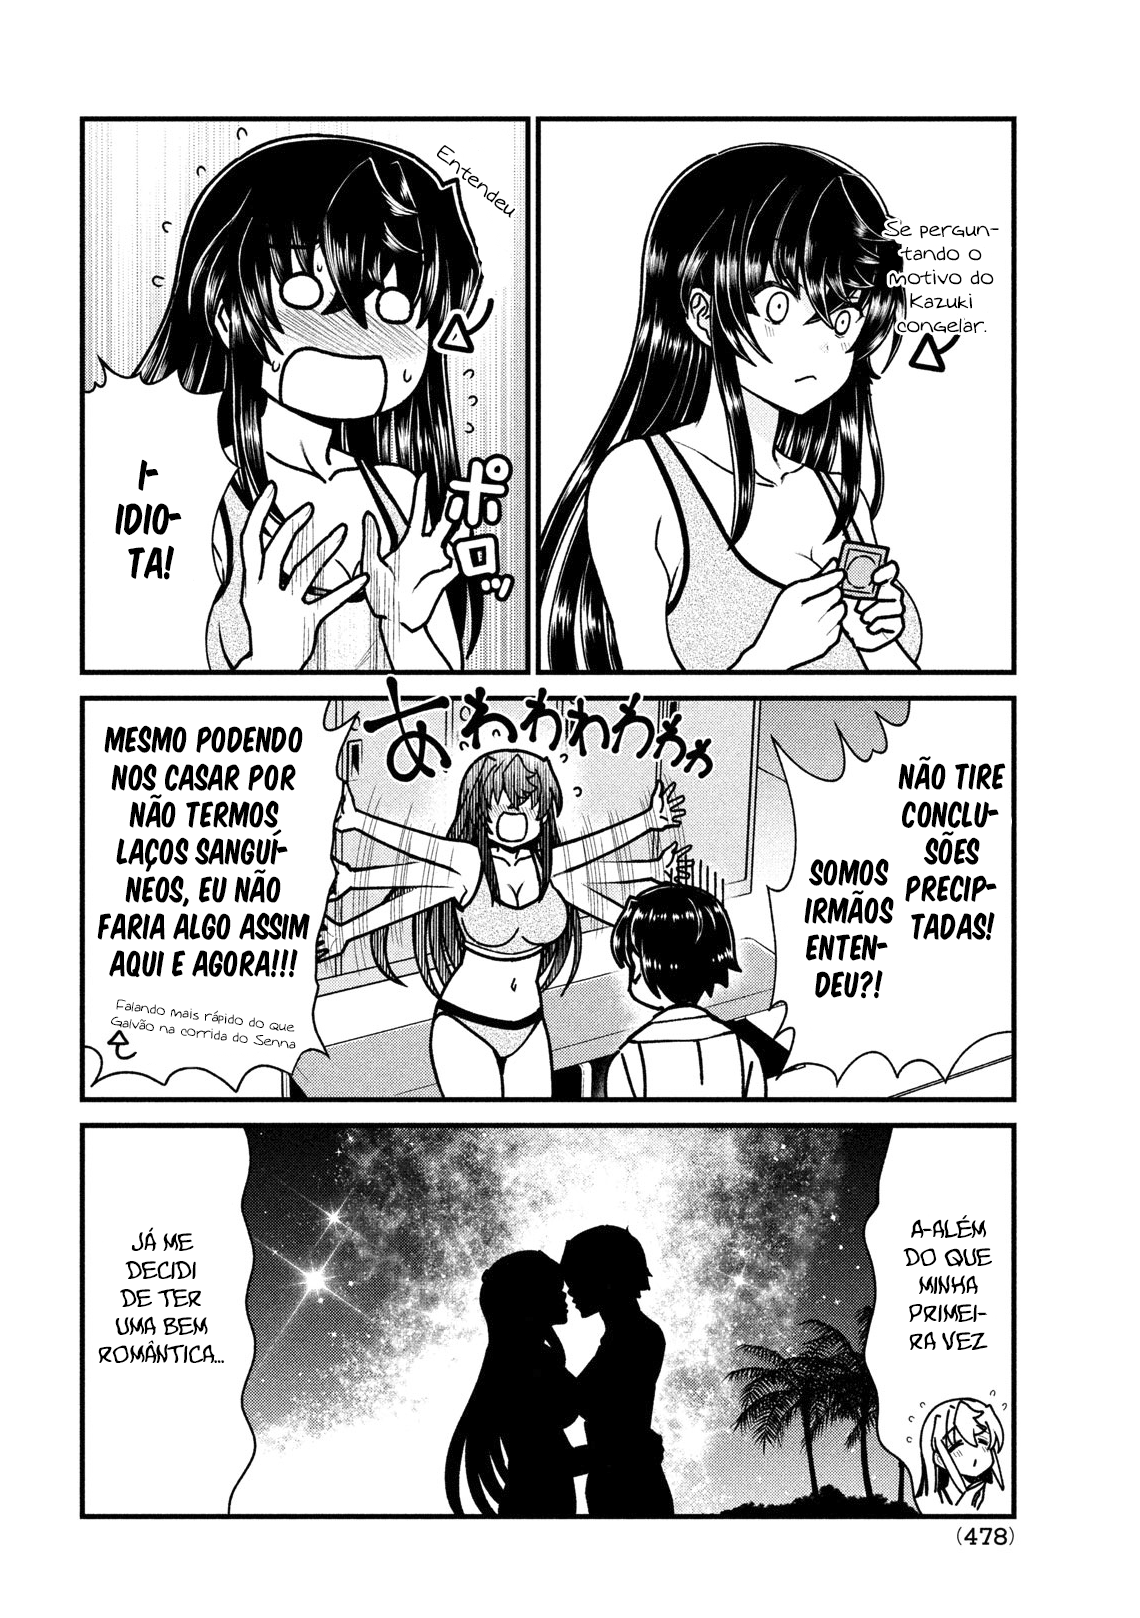 Se pergun-
tando o
motivo do
Kazuki
congelar.
Entendeu
I-
IDIO-
TA!
ポロッ
NÃO TIRE
CONCLU-
SÕES
PRECIP-
TADAS!
SOMOS
IRMÃOS
ENTEN-
DEU?!
あわわわわわわ
MESMO PODENDO
NOS CASAR POR
NÃO TERMOS
LAÇOS SANGUÍ-
NEOS, EU NÃO
FARIA ALGO ASSIM
AQUI E AGORA!!!
Falando mais rápido do que
Galvão na corrida do Senna
A-ALÉM
DO QUE
MINHA
PRIMEI-
RA VEZ
JÁ ME
DECIDI
DE TER
UMA BEM
ROMÂNTICA...
(478)